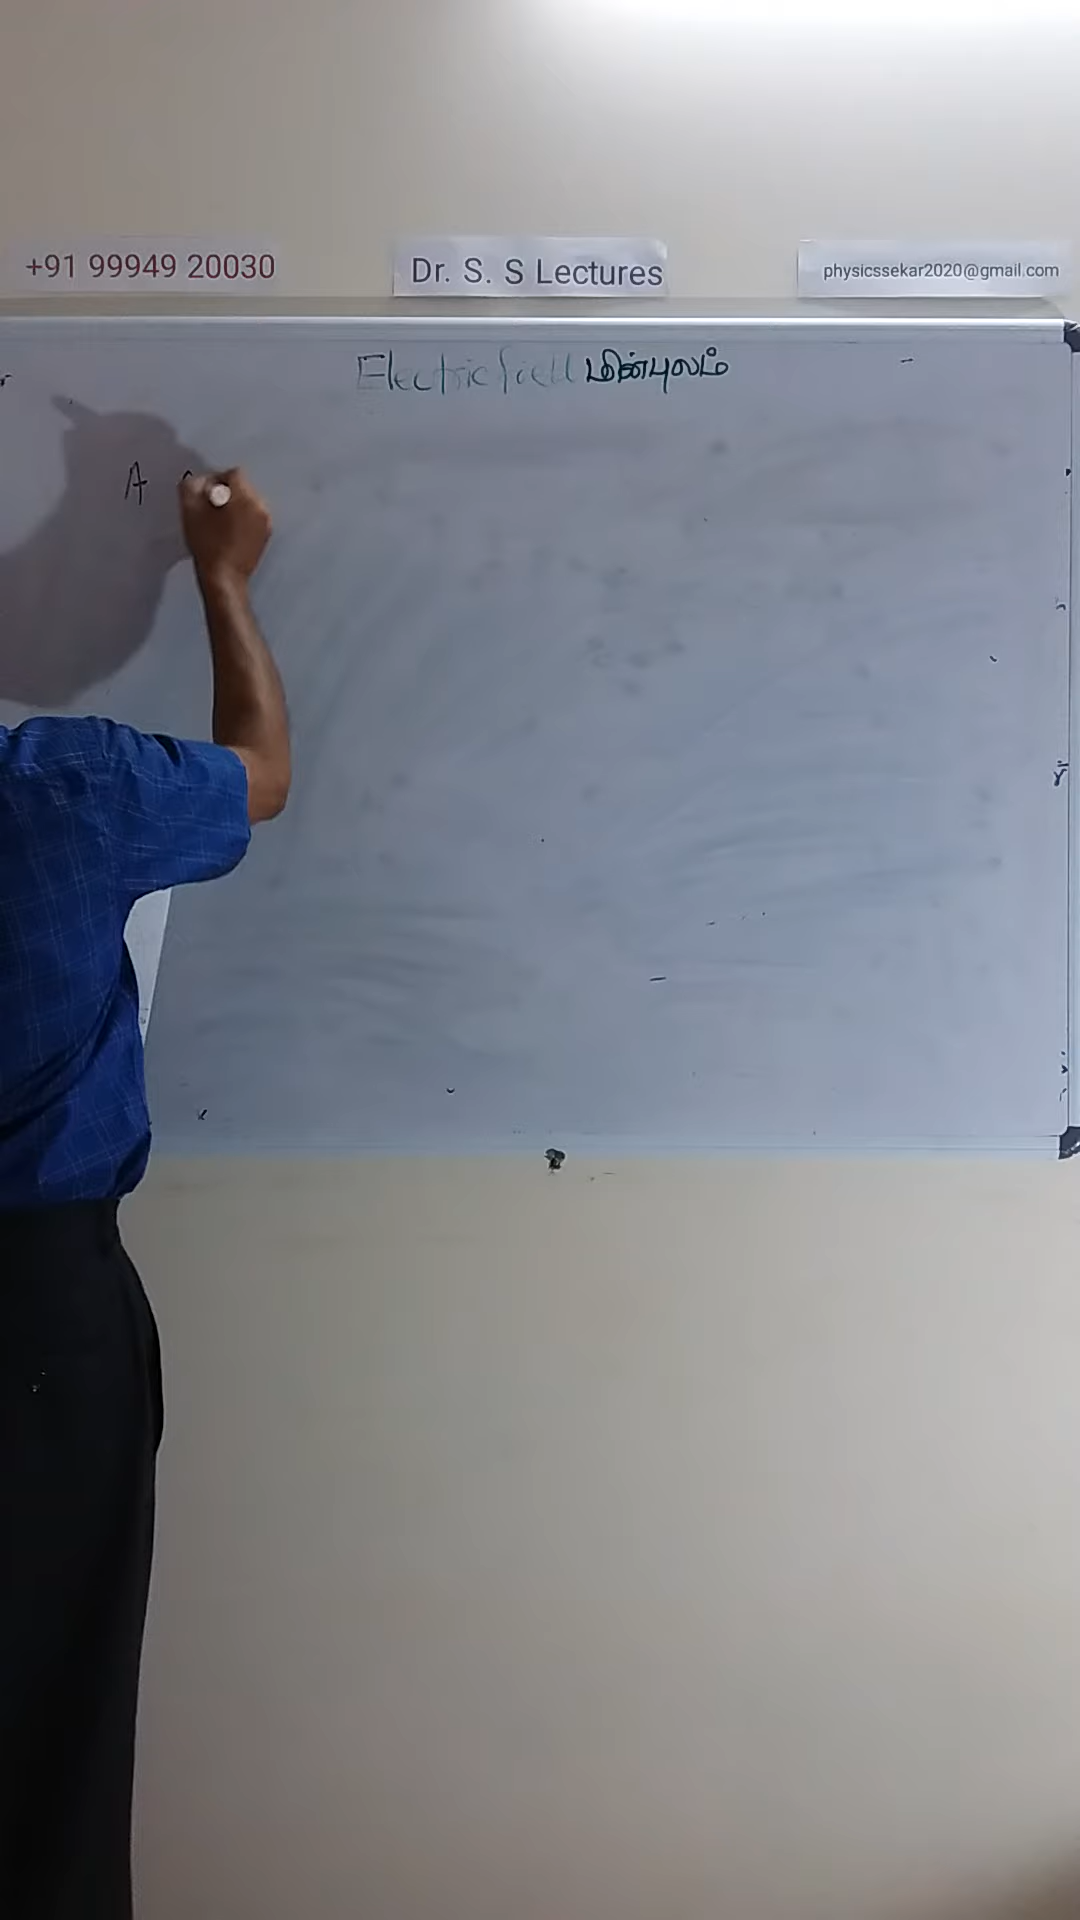 +91 99949 20030
Dr. S. S Lectures
physicssekar2020@gmail.com
Electric field மின்புலம்
A